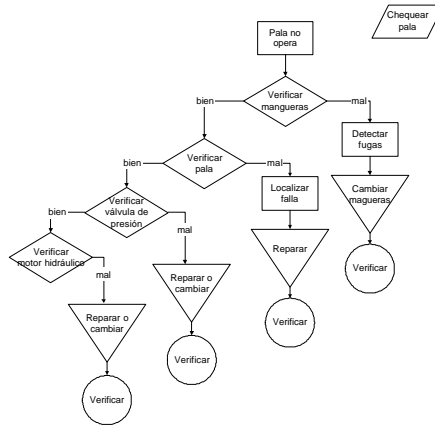 Chequear
pala
Pala no
opera
Verificar
mangueras
bien
mal
Detectar
fugas
Verificar
pala
bien
mal
Cambiar
magueras
Localizar
falla
Verificar
válvula de
presión
bien
mal
Verificar
Reparar
Verificar
motor hidráulico
mal
Reparar o
cambiar
Verificar
Reparar o
cambiar
Verificar
Verificar